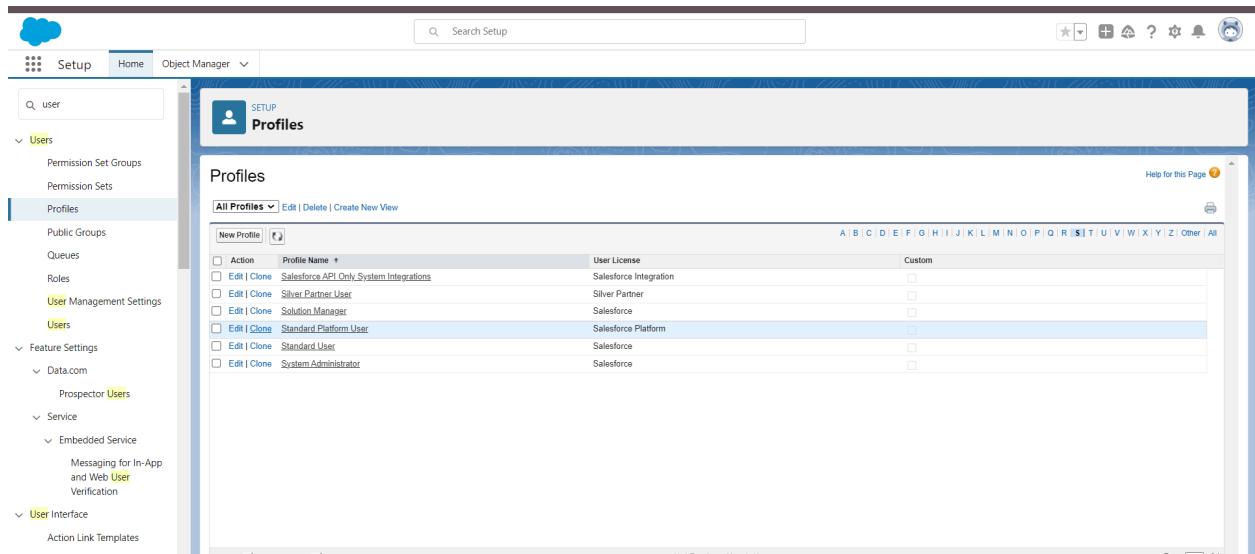 Search Setup
Setup
Home
Object Manager
user
Users
Permission Set Groups
Permission Sets
Profiles
Public Groups
Queues
Roles
User Management Settings
Users
Feature Settings
Data.com
Prospector Users
Service
Embedded Service
Messaging for In-App
and Web User
Verification
User Interface
Action Link Templates
SETUP
Profiles
Profiles
Help for this Page
All Profiles Edit | Delete | Create New View
New Profile
A | B | C | D | E | F | G | H | I | J | K | L | M | N | O | P | Q | R | S | T | U | V | W | X | Y | Z | Other | All
Action Profile Name ↑ User License Custom
Edit | Clone Salesforce API Only System Integrations Salesforce Integration
Edit | Clone Silver Partner User Silver Partner
Edit | Clone Solution Manager Salesforce
Edit | Clone Standard Platform User Salesforce Platform
Edit | Clone Standard User Salesforce
Edit | Clone System Administrator Salesforce